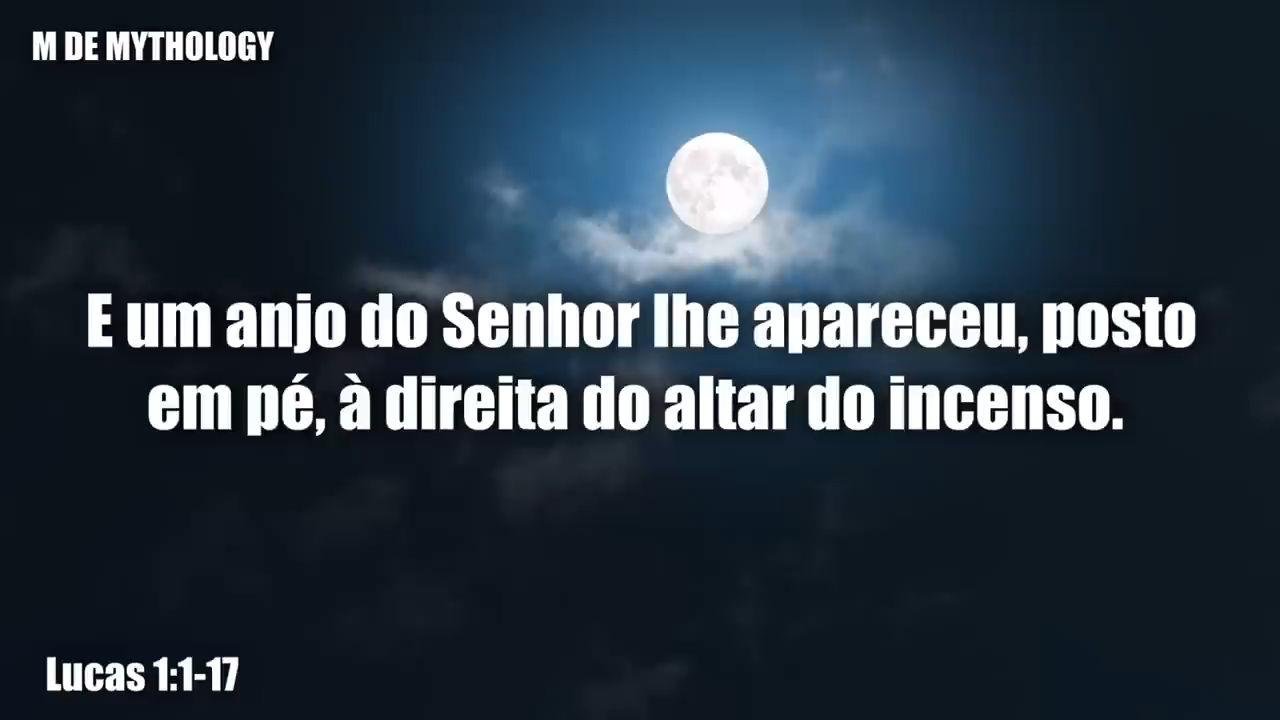 M DE MYTHOLOGY
E um anjo do Senhor lhe apareceu, posto
em pé, à direita do altar do incenso.
Lucas 1:1-17